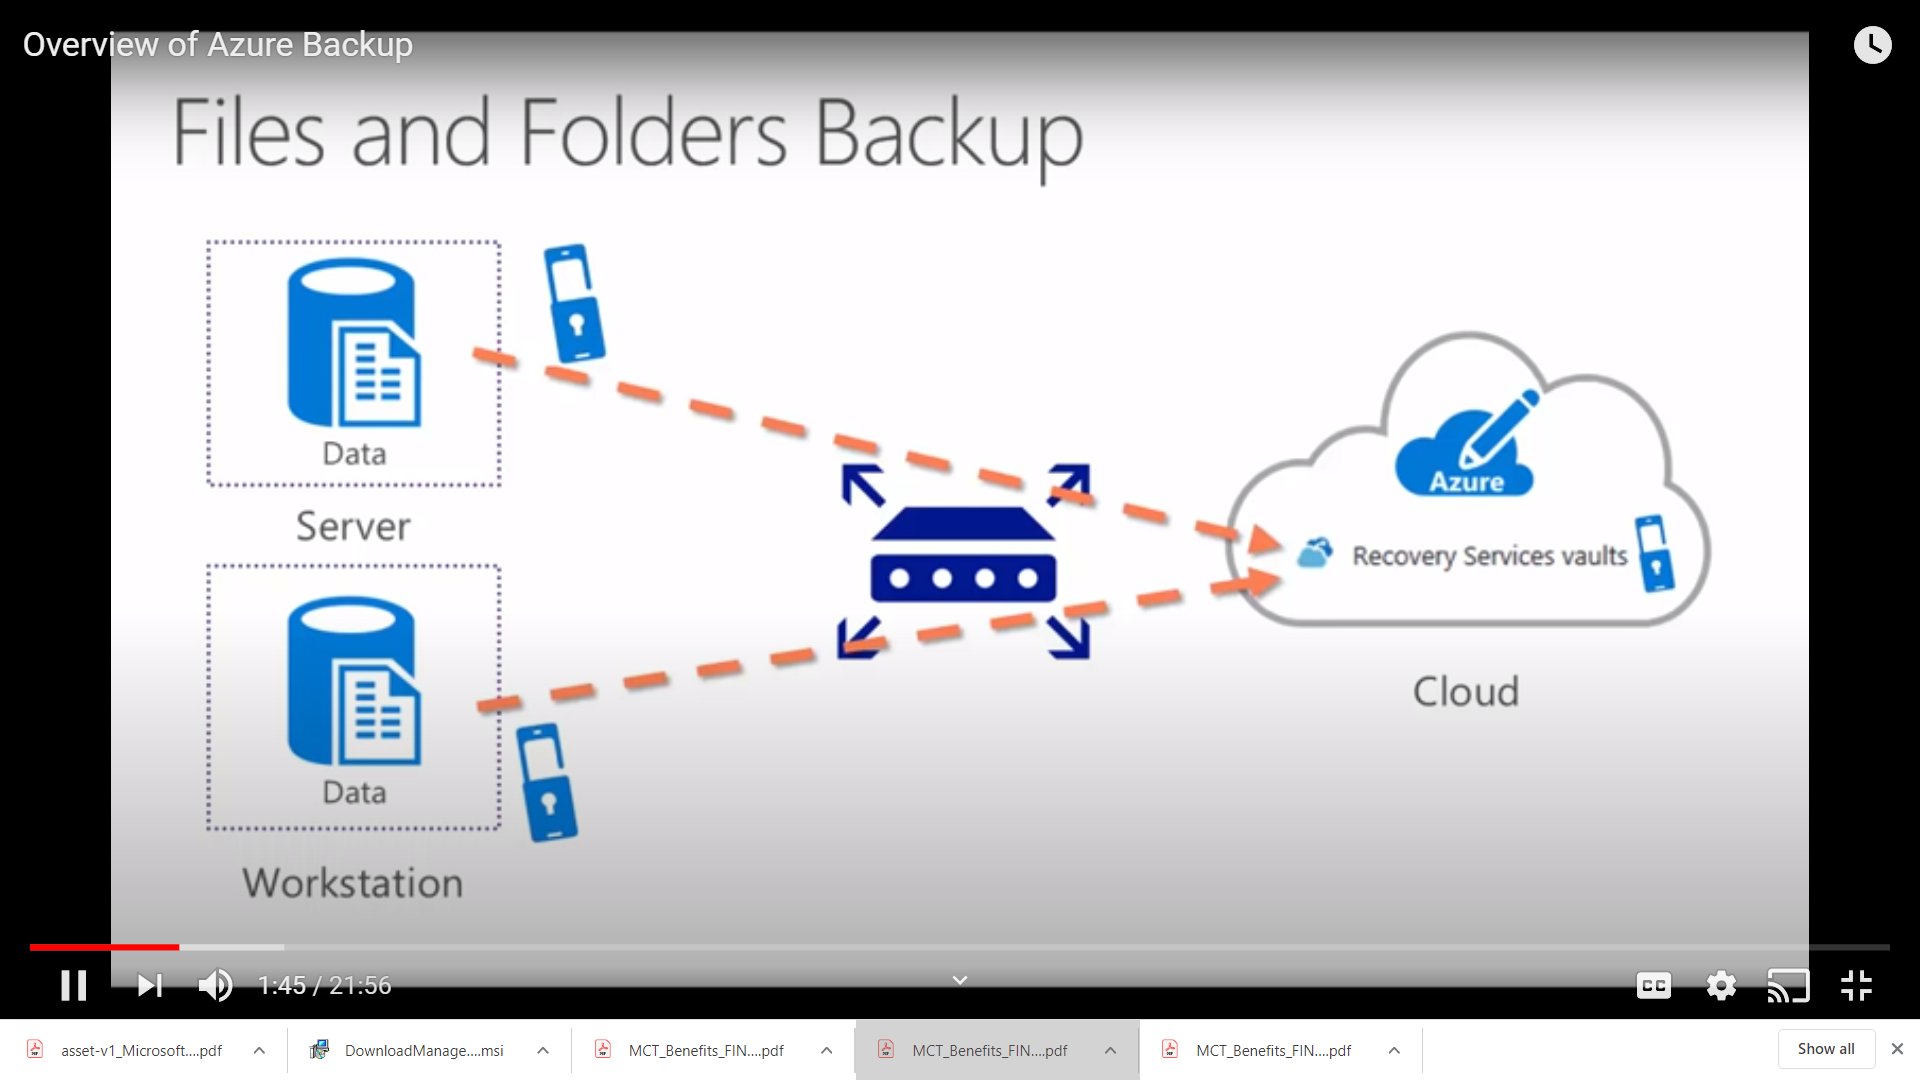 Overview of Azure Backup
Files and Folders Backup
Data
Server
Data
Workstation
Azure
Recovery Services vaults
Cloud
1:45 / 21:56
CC
asset-v1_Microsoft....pdf
DownloadManage....msi
MCT_Benefits_FIN....pdf
MCT_Benefits_FIN....pdf
MCT_Benefits_FIN....pdf
Show all